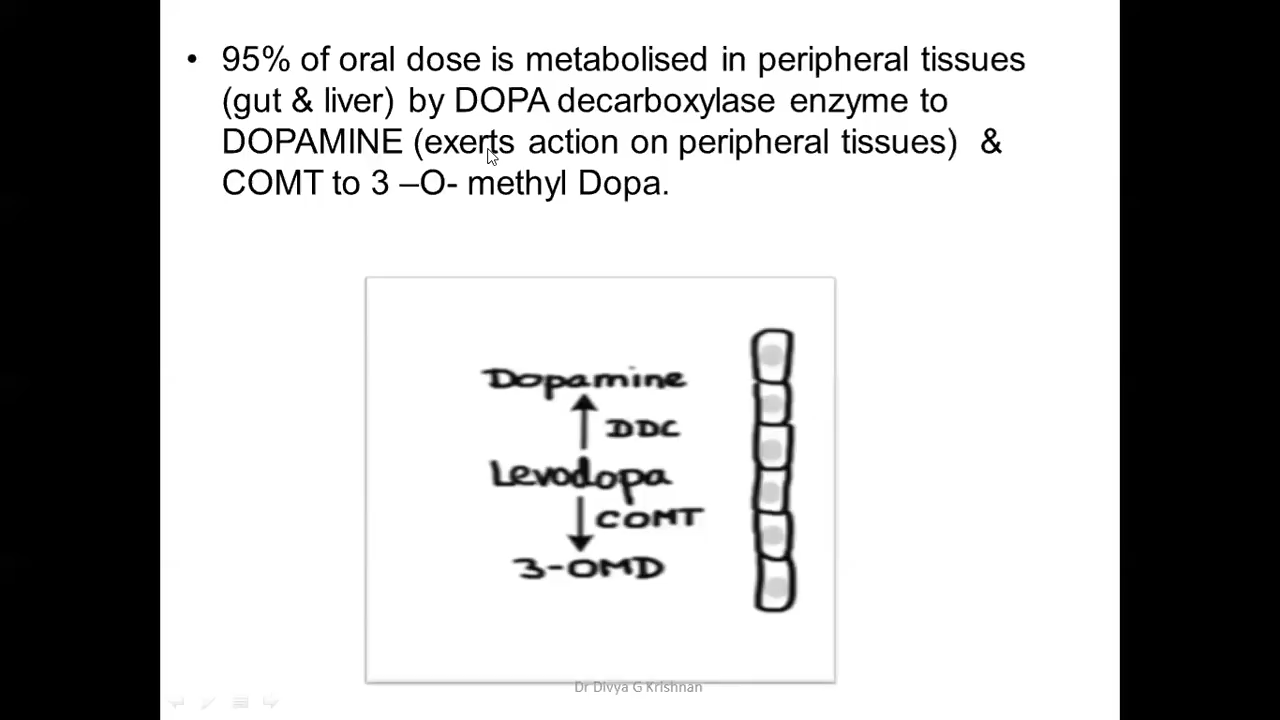 • 95% of oral dose is metabolised in peripheral tissues
(gut & liver) by DOPA decarboxylase enzyme to
DOPAMINE (exerts action on peripheral tissues) &
COMT to 3 –O- methyl Dopa.
Dopamine
DDC
Levodopa
COMT
3-OMD
Dr Divya G Krishnan